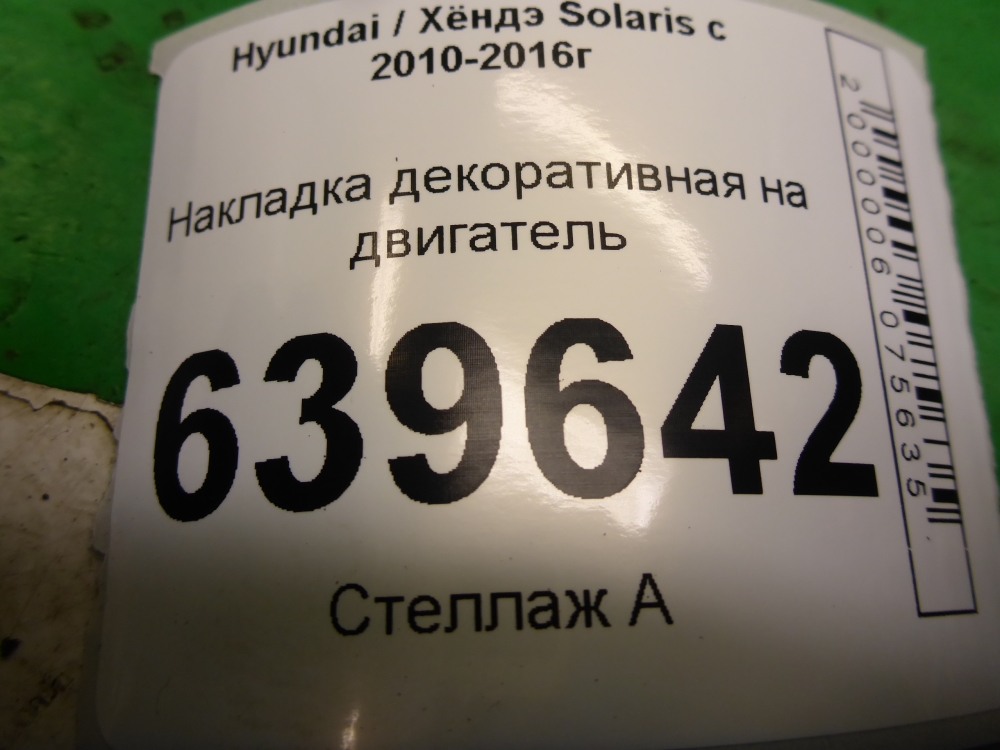 Hyundai / Хёндэ Solaris с
2010-2016г
Накладка декоративная на
двигатель
639642
Стеллаж А
2000006075635